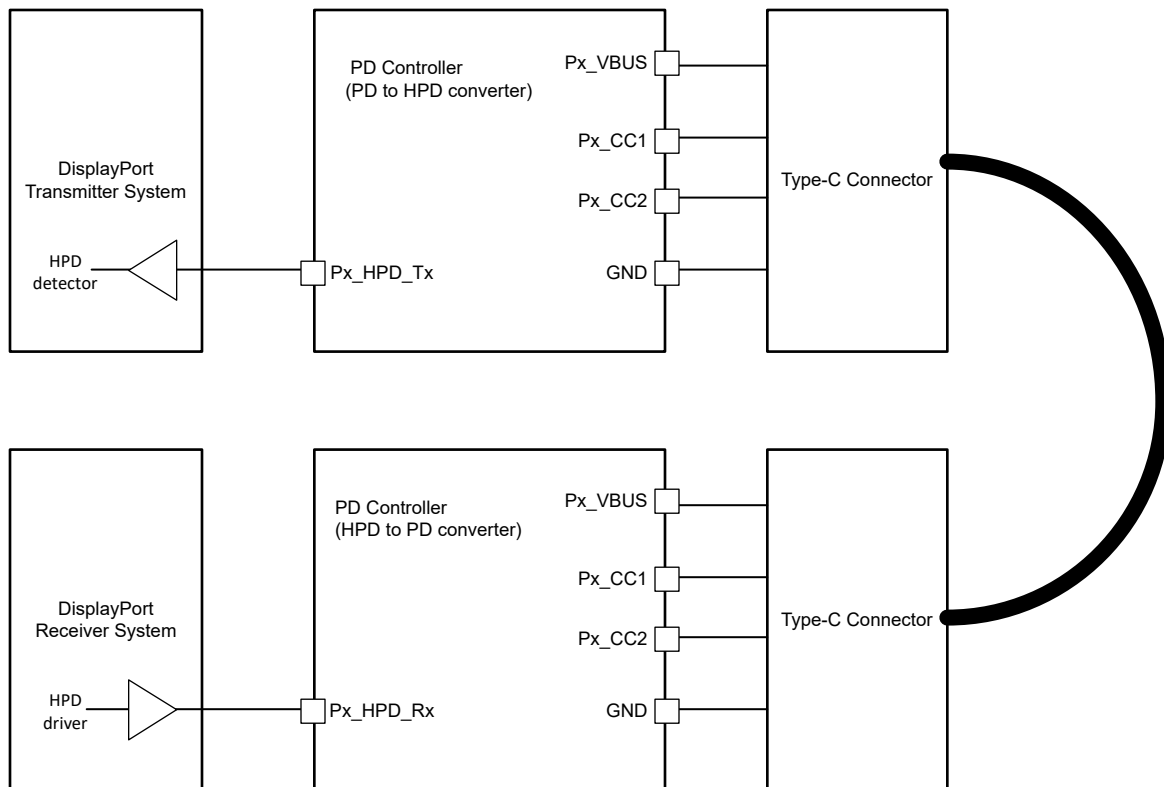 PD Controller
(PD to HPD converter)
Px_VBUS
Px_CC1
Px_CC2
GND
Type-C Connector
DisplayPort
Transmitter System
HPD
detector
Px_HPD_Tx
PD Controller
(HPD to PD converter)
Px_VBUS
Px_CC1
Px_CC2
GND
Type-C Connector
DisplayPort
Receiver System
HPD
driver
Px_HPD_Rx